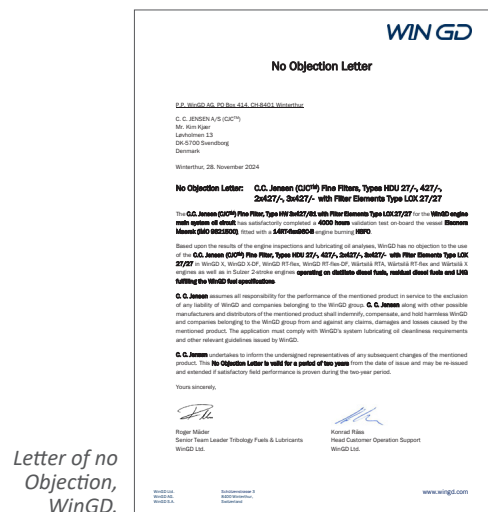 WIN GD
No Objection Letter
P.P. WinGD AG, PO Box 414, CH-8401 Winterthur
C. C. JENSEN A/S (CJC™)
Mr. Kim Kjær
Løvholmen 13
DK-5700 Svendborg
Denmark
Winterthur, 28. November 2024
No Objection Letter: C.C. Jensen (CJC™) Fine Filters, Types HDU 27/-, 427/-,
2x427/-, 3x427/- with Filter Elements Type LOX 27/27
The C.C. Jensen (CJC™) Fine Filter, Type HW 3x427/81 with Filter Elements Type LOX 27/27 for the WinGD engine
main system oil circuit has satisfactorily completed a 4000 hours validation test on-board the vessel Eleonora
Maersk (IMO 9321500), fitted with a 14RT-flex96C-B engine burning HSFO.
Based upon the results of the engine inspections and lubricating oil analyses, WinGD has no objection to the use
of the C.C. Jensen (CJC™) Fine Filter, Types HDU 27/-, 427/-, 2x427/-, 3x427/- with Filter Elements Type LOX
27/27 in WinGD X, WinGD X-DF, WinGD RT-flex, WinGD RT-flex-DF, Wärtsilä RTA, Wärtsilä RT-flex and Wärtsilä X
engines as well as in Sulzer 2-stroke engines operating on distillate diesel fuels, residual diesel fuels and LNG
fulfilling the WinGD fuel specifications.
C. C. Jensen assumes all responsibility for the performance of the mentioned product in service to the exclusion
of any liability of WinGD and companies belonging to the WinGD group. C. C. Jensen along with other possible
manufacturers and distributors of the mentioned product shall indemnify, compensate, and hold harmless WinGD
and companies belonging to the WinGD group from and against any claims, damages and losses caused by the
mentioned product. The application must comply with WinGD's system lubricating oil cleanliness requirements
and other relevant guidelines issued by WinGD.
C. C. Jensen undertakes to inform the undersigned representatives of any subsequent changes of the mentioned
product. This No Objection Letter is valid for a period of two years from the date of issue and may be re-issued
and extended if satisfactory field performance is proven during the two-year period.
Yours sincerely,
Roger Mäder Konrad Räss
Senior Team Leader Tribology Fuels & Lubricants Head Customer Operation Support
WinGD Ltd. WinGD Ltd.
WinGD Ltd.
WinGD AG.
WinGD S.A.
8400 Winterthur,
Switzerland
www.wingd.com
Letter of no
Objection,
WinGD.